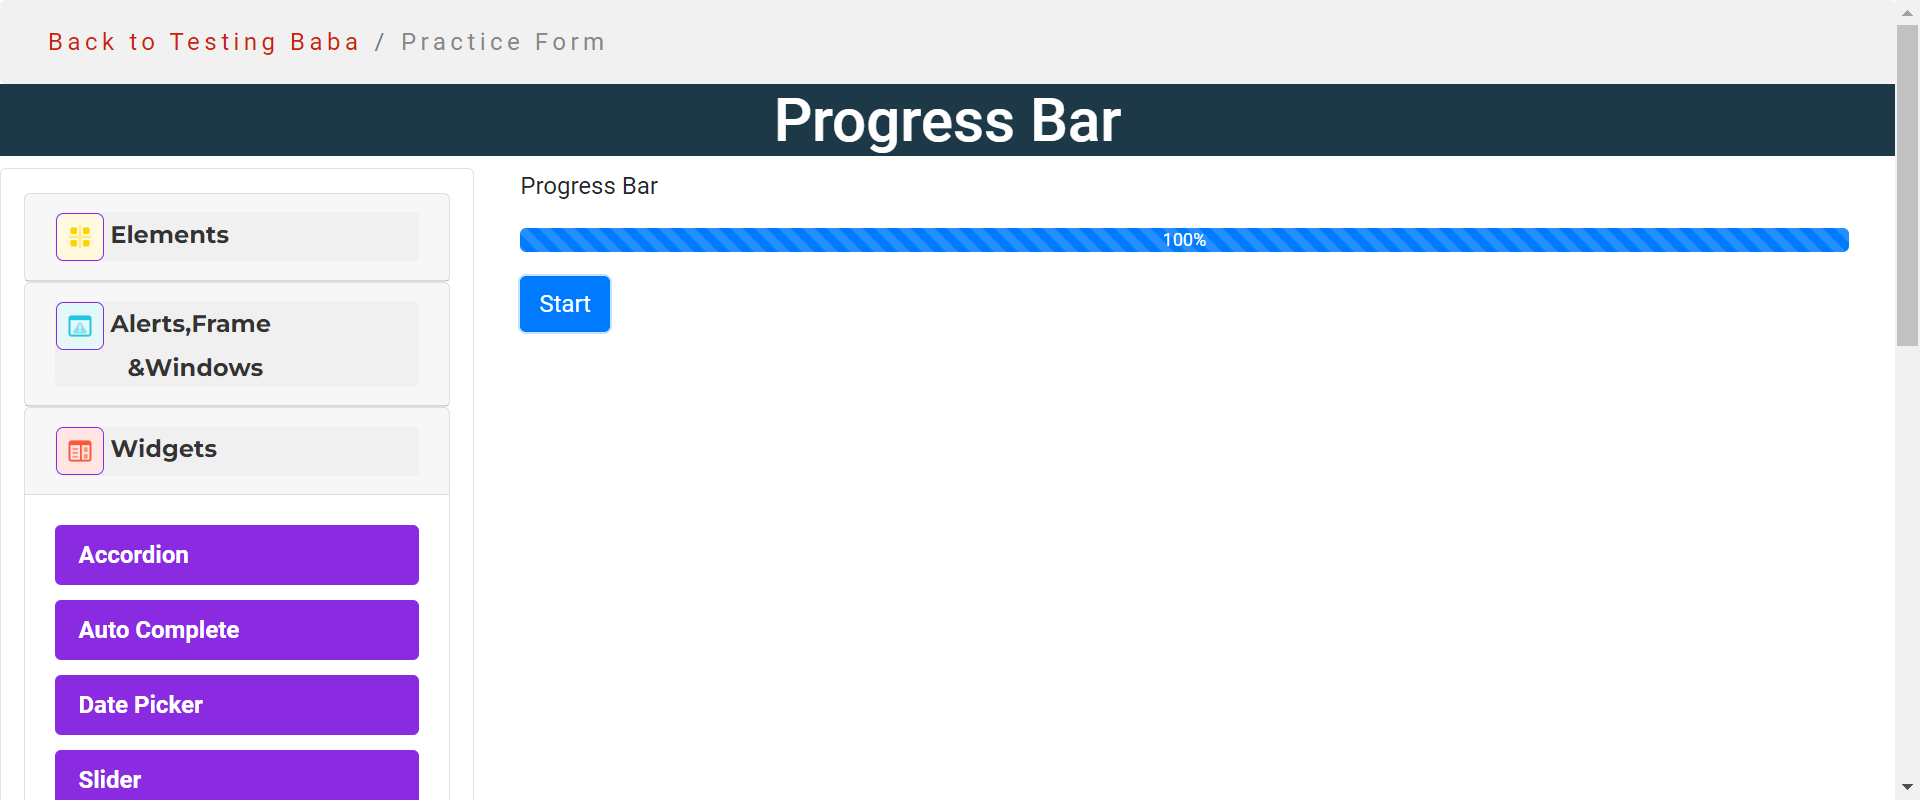 Back to Testing Baba / Practice Form
Progress Bar
Elements
Alerts,Frame
&Windows
Widgets
Accordion
Auto Complete
Date Picker
Slider
Progress Bar
100%
Start